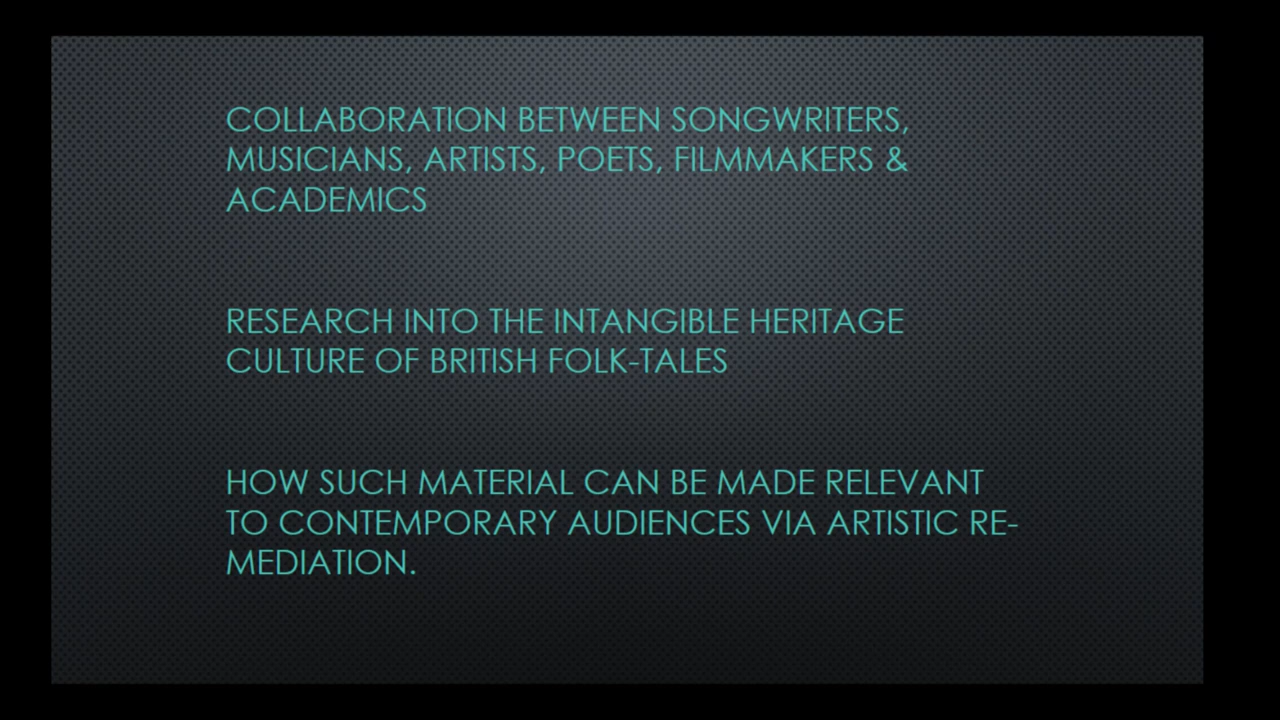 COLLABORATION BETWEEN SONGWRITERS,
MUSICIANS, ARTISTS, POETS, FILMMAKERS &
ACADEMICS
RESEARCH INTO THE INTANGIBLE HERITAGE
CULTURE OF BRITISH FOLK-TALES
HOW SUCH MATERIAL CAN BE MADE RELEVANT
TO CONTEMPORARY AUDIENCES VIA ARTISTIC RE-
MEDIATION.